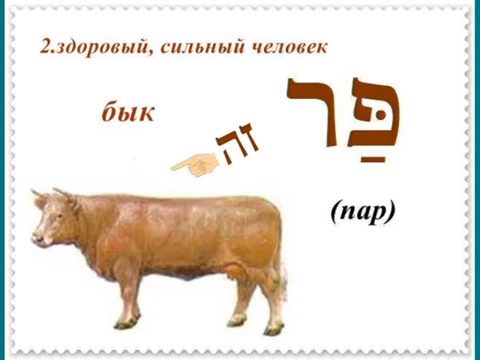 2.здоровый, сильный человек
бык
פַּר
זה
(пар)